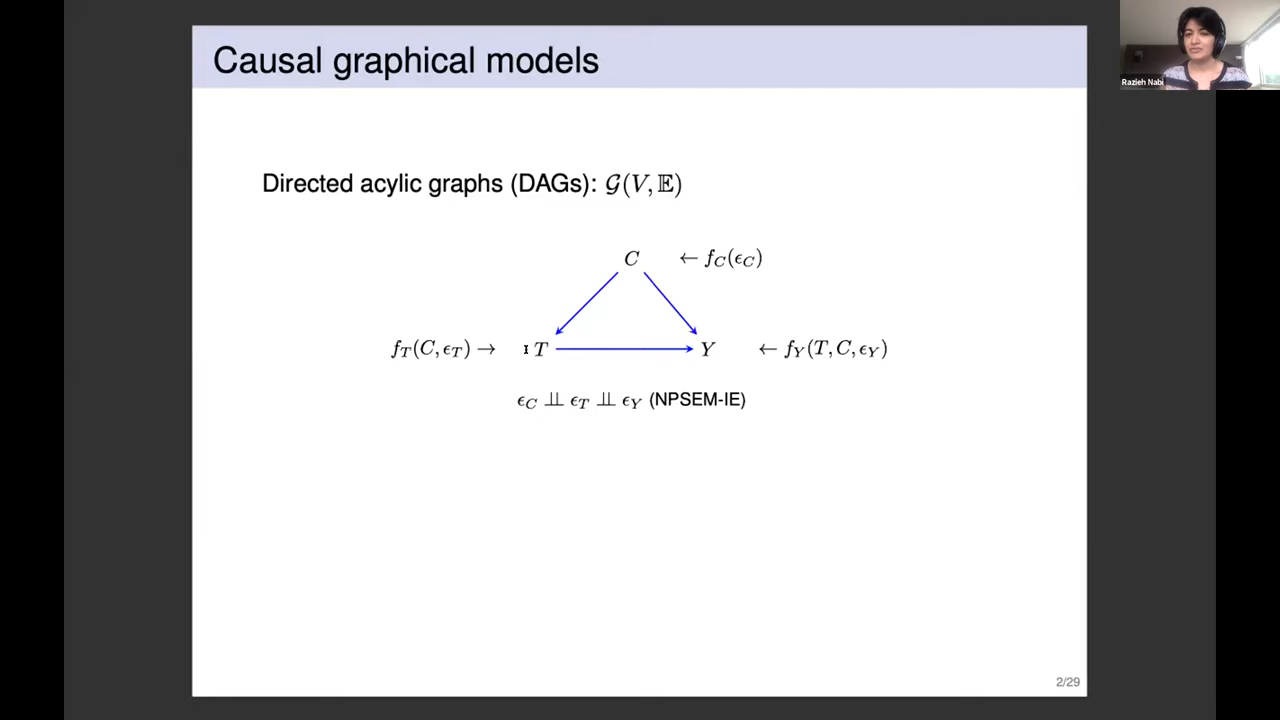 Causal graphical models
Razieh Nabi
Directed acylic graphs (DAGs): 𝒢(V, 𝔼)
C ← f_C(ϵ_C)
f_T(C, ϵ_T) → T Y ← f_Y(T, C, ϵ_Y)
ϵ_C ⫫ ϵ_T ⫫ ϵ_Y (NPSEM-IE)
2/29